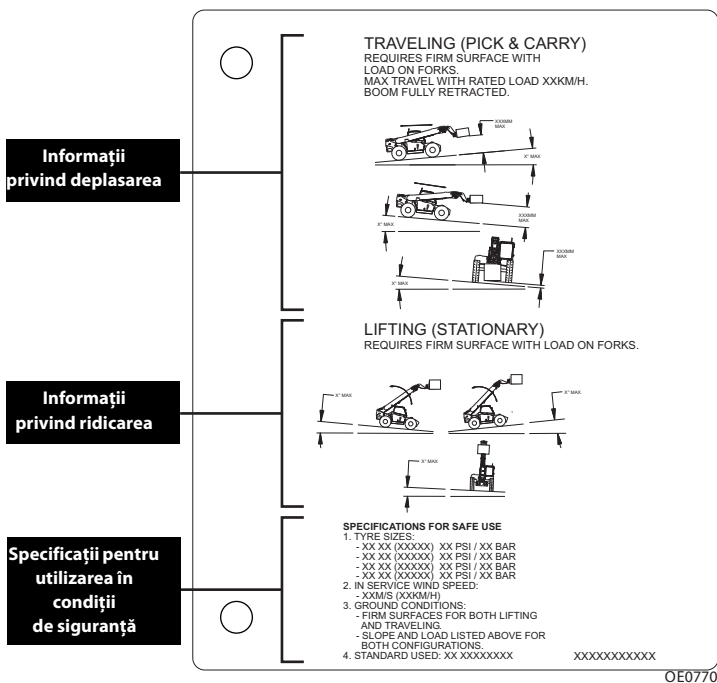 TRAVELING (PICK & CARRY)
REQUIRES FIRM SURFACE WITH
LOAD ON FORKS.
MAX TRAVEL WITH RATED LOAD XXKM/H.
BOOM FULLY RETRACTED.
XXXMM
MAX
X° MAX
Informații
privind deplasarea
X° MAX
XXXMM
MAX
XXXMM
MAX
X° MAX
LIFTING (STATIONARY)
REQUIRES FIRM SURFACE WITH LOAD ON FORKS.
Informații
privind ridicarea
X° MAX
X° MAX
X° MAX
Specificații pentru
utilizarea în
condiții
de siguranță
SPECIFICATIONS FOR SAFE USE
1. TYRE SIZES:
- XX XX (XXXXX) XX PSI / XX BAR
- XX XX (XXXXX) XX PSI / XX BAR
- XX XX (XXXXX) XX PSI / XX BAR
- XX XX (XXXXX) XX PSI / XX BAR
2. IN SERVICE WIND SPEED:
- XXM/S (XXKM/H)
3. GROUND CONDITIONS:
- FIRM SURFACES FOR BOTH LIFTING
AND TRAVELING.
- SLOPE AND LOAD LISTED ABOVE FOR
BOTH CONFIGURATIONS.
4. STANDARD USED: XX XXXXXXXX
XXXXXXXXXXX
OE0770